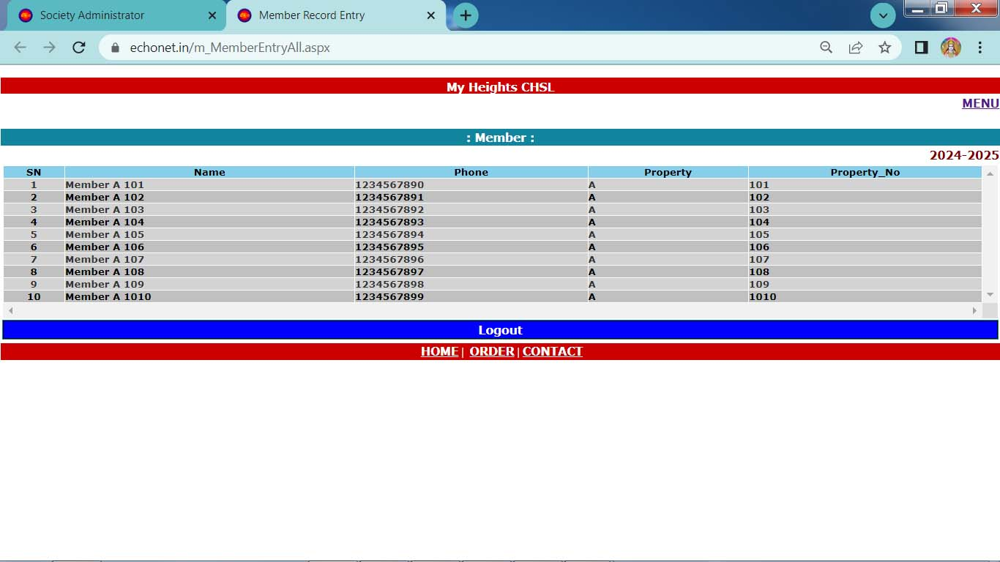 Society Administrator
Member Record Entry
echonet.in/m_MemberEntryAll.aspx
My Heights CHSL
MENU
: Member :
2024-2025
SN Name Phone Property Property_No
1 Member A 101 1234567890 A 101
2 Member A 102 1234567891 A 102
3 Member A 103 1234567892 A 103
4 Member A 104 1234567893 A 104
5 Member A 105 1234567894 A 105
6 Member A 106 1234567895 A 106
7 Member A 107 1234567896 A 107
8 Member A 108 1234567897 A 108
9 Member A 109 1234567898 A 109
10 Member A 1010 1234567899 A 1010
Logout
HOME | ORDER | CONTACT